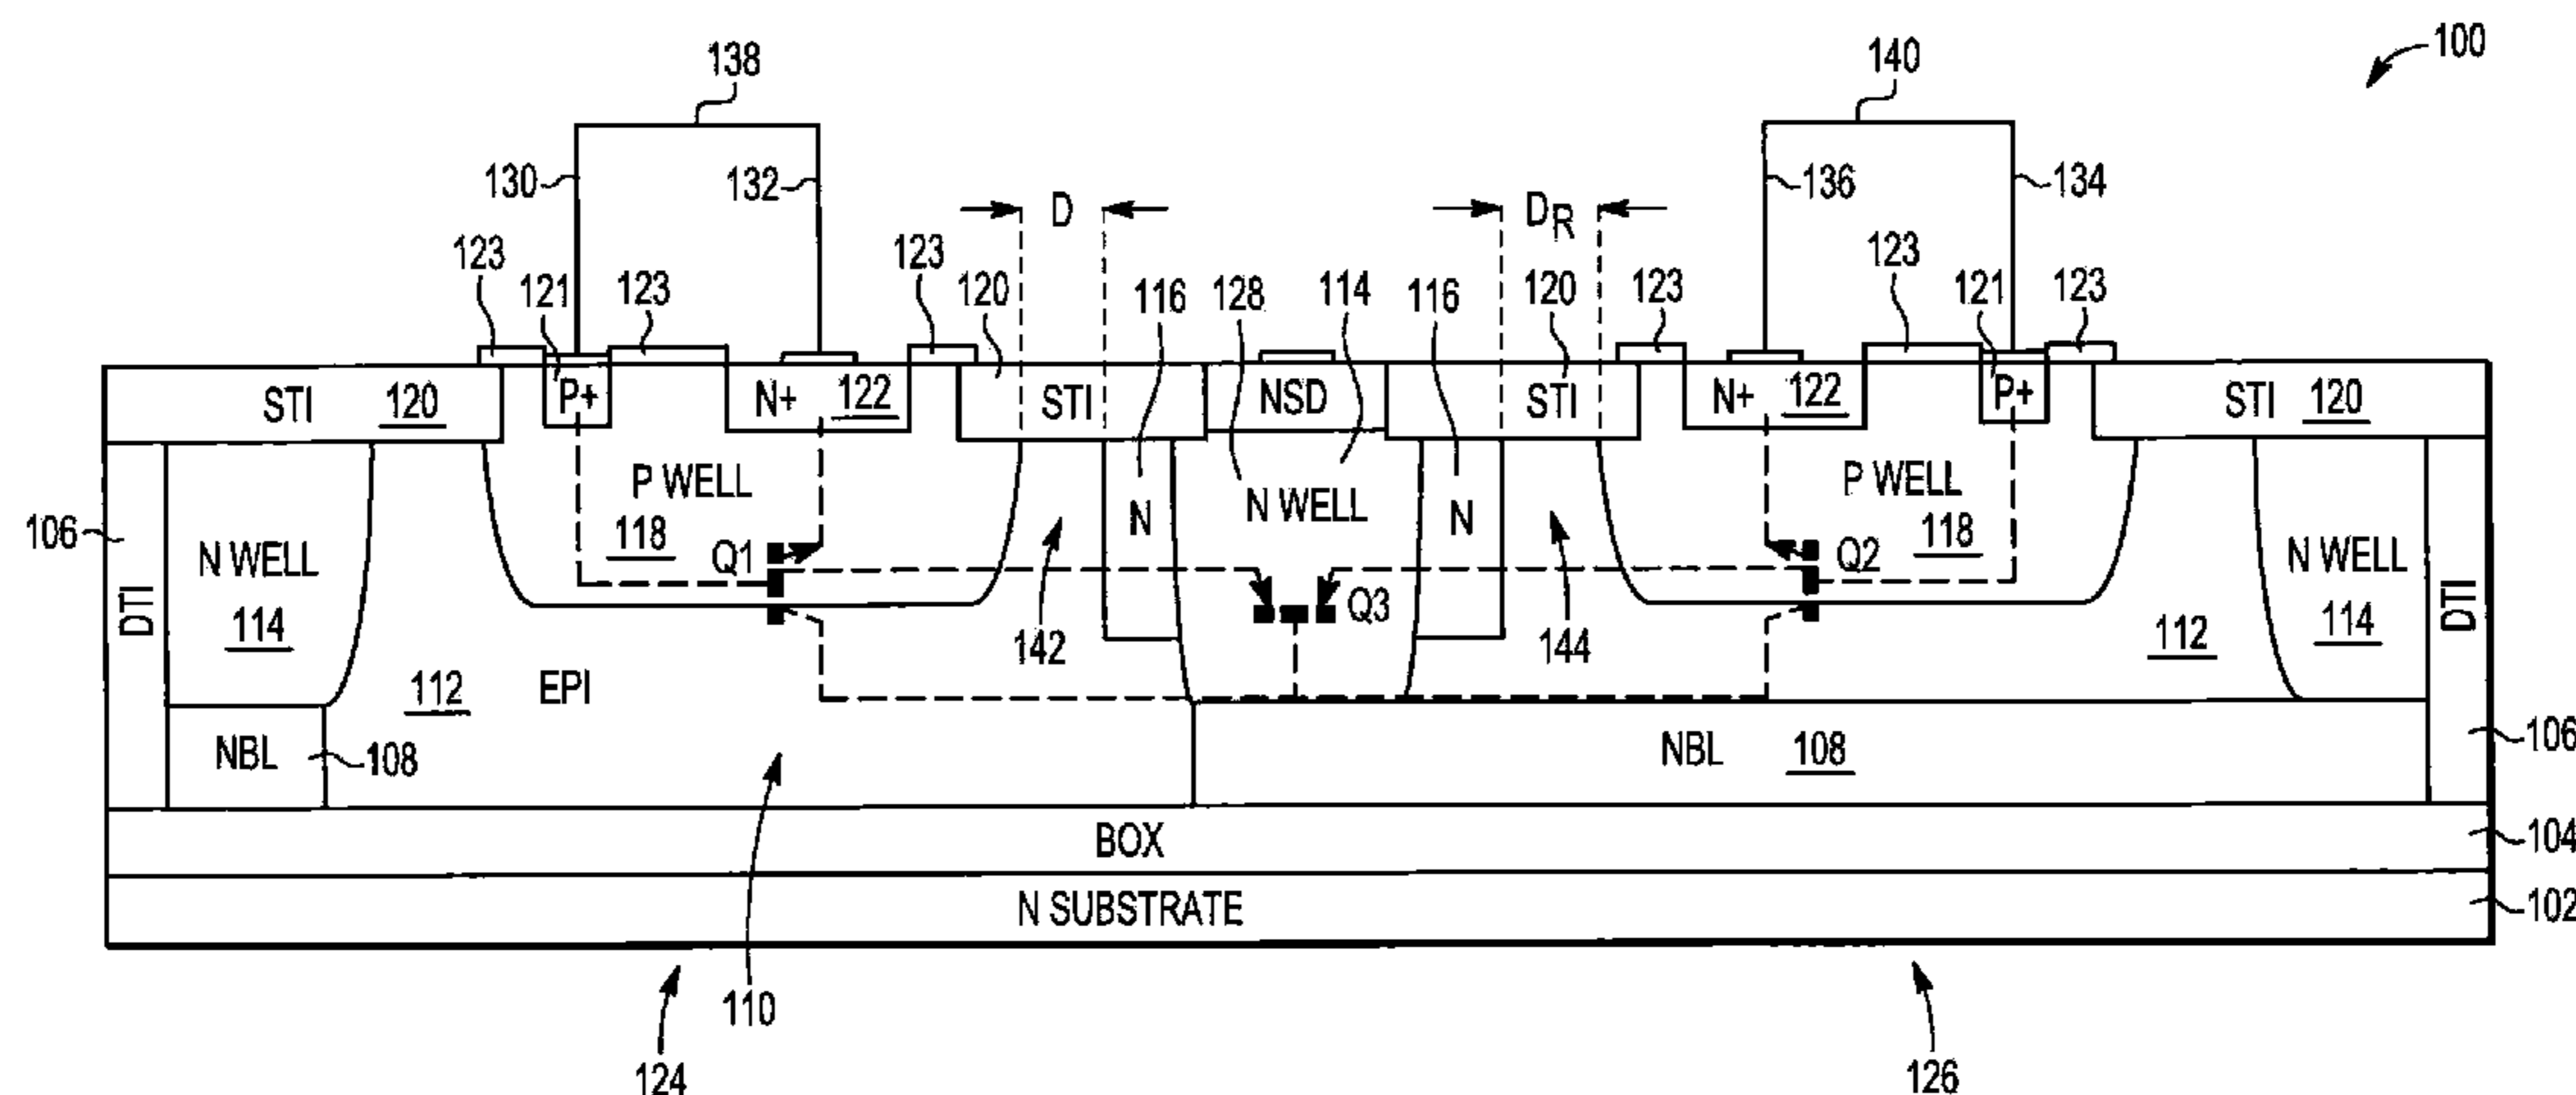 100
138
140
130
132
136
134
D
DR
123
121
123
123
120
116
128
114
116
120
123
123
121
123
STI 120
P+
N+ 122
STI
NSD
STI
N+ 122
P+
STI 120
P WELL
118
N
N WELL
N
P WELL
118
106
DTI
N WELL
114
Q1
Q3
Q2
N WELL
114
DTI
142
144
112
EPI
112
NBL
108
NBL 108
106
BOX
104
N SUBSTRATE
102
110
124
126